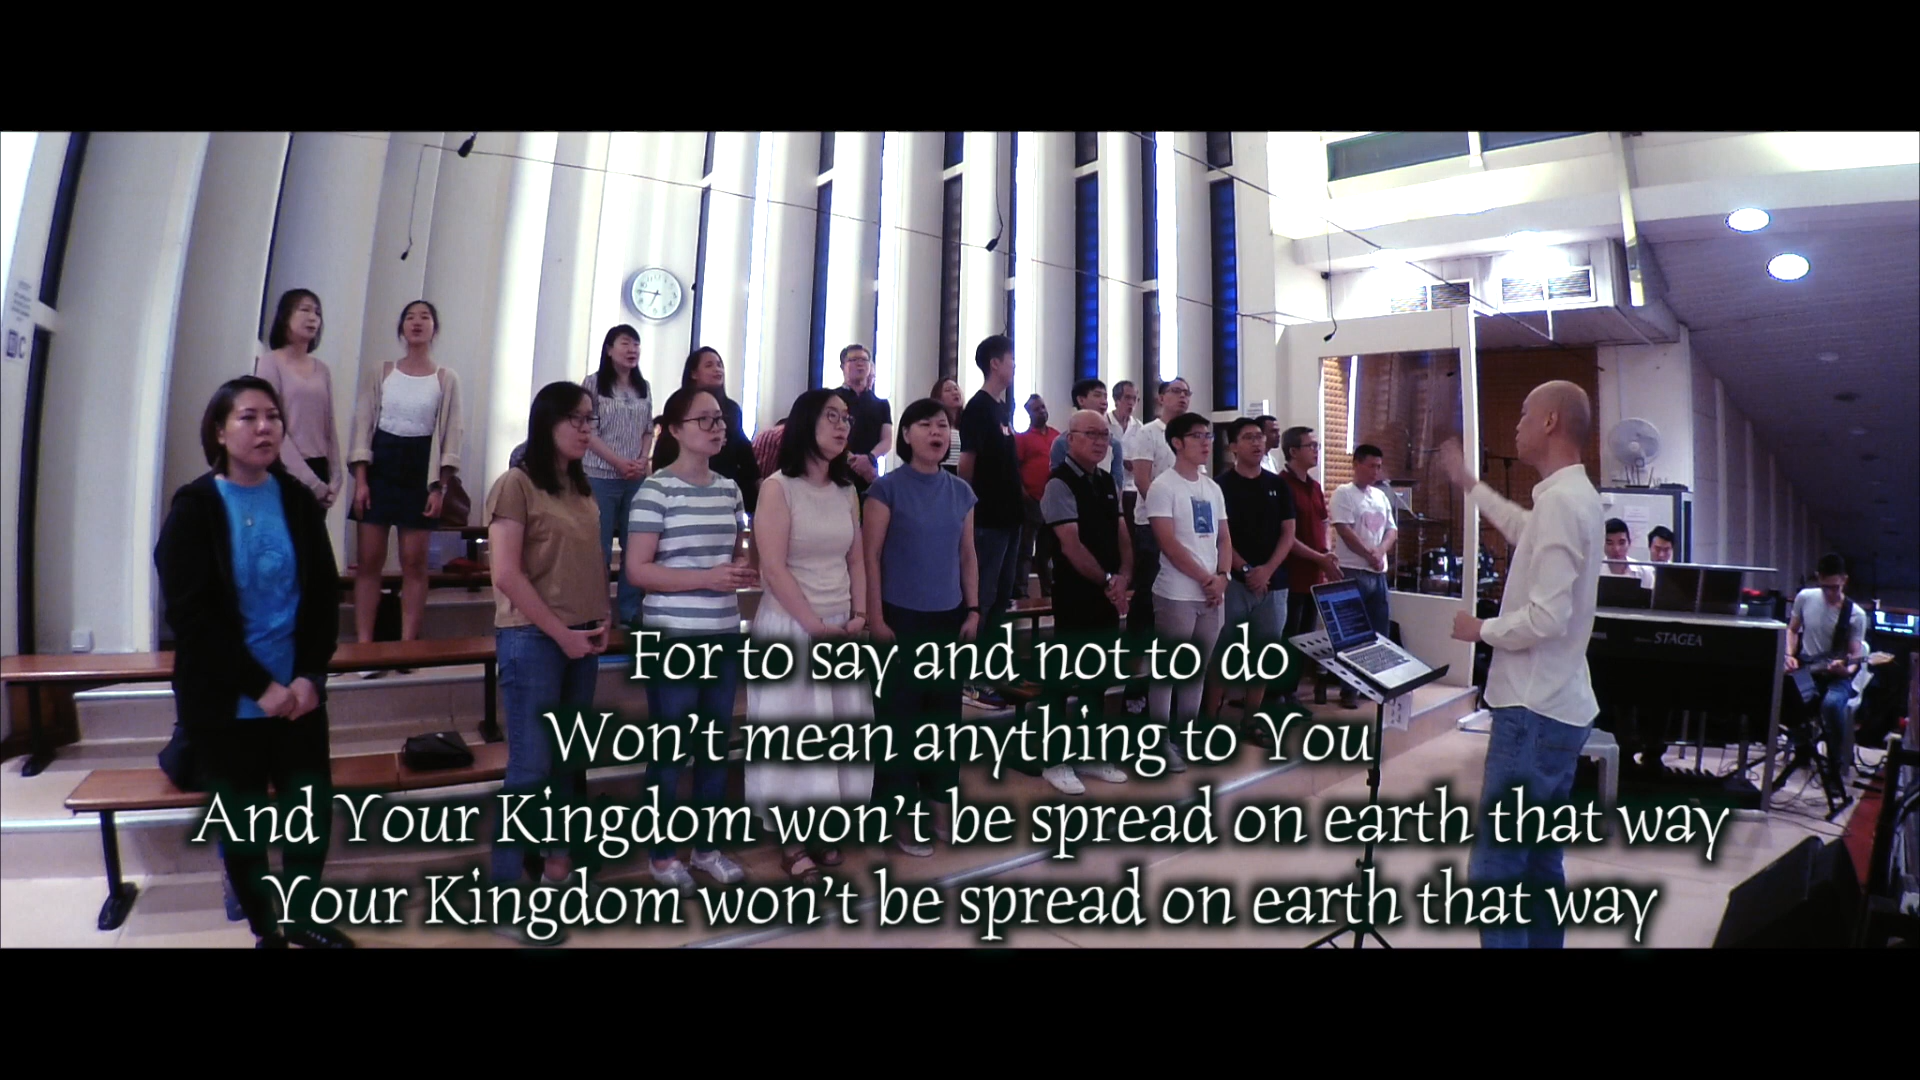 C
STAGEA
For to say and not to do
Won't mean anything to You
And Your Kingdom won't be spread on earth that way
Your Kingdom won't be spread on earth that way